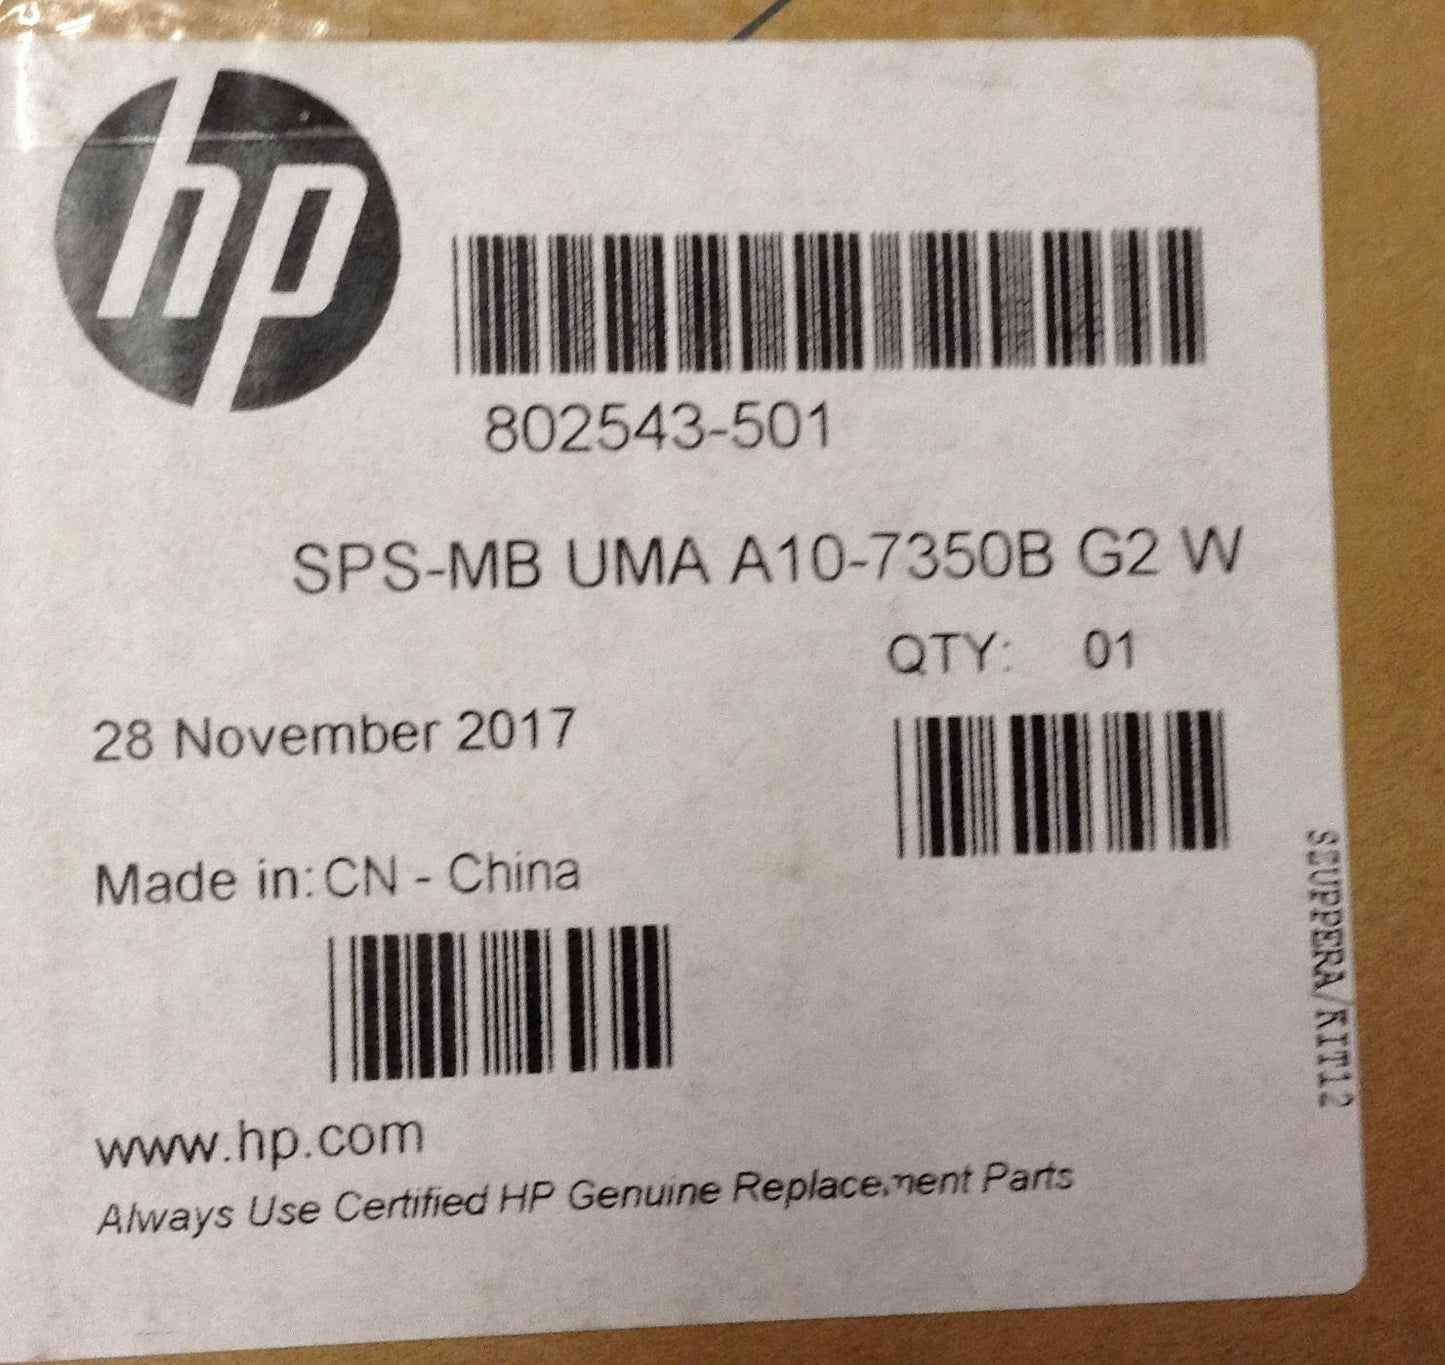 hp
802543-501
SPS-MB UMA A10-7350B G2 W
QTY: 01
28 November 2017
Made in: CN - China
www.hp.com
Always Use Certified HP Genuine Replacement Parts
SZUPPERA/KIT12